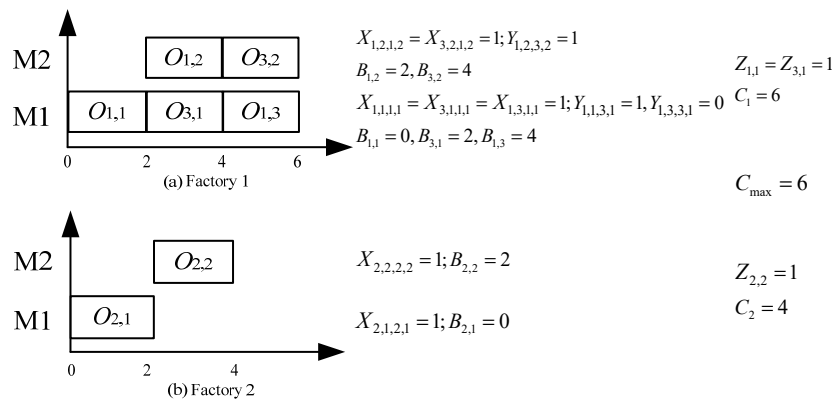 M2 O1,2 O3,2
M1 O1,1 O3,1 O1,3
0 2 4 6
(a) Factory 1
X1,2,1,2 = X3,2,1,2 = 1; Y1,2,3,2 = 1
B1,2 = 2, B3,2 = 4
X1,1,1,1 = X3,1,1,1 = X1,3,1,1 = 1; Y1,1,3,1 = 1, Y1,3,3,1 = 0
B1,1 = 0, B3,1 = 2, B1,3 = 4
Z1,1 = Z3,1 = 1
C1 = 6
Cmax = 6
M2 O2,2
M1 O2,1
0 2 4
(b) Factory 2
X2,2,2,2 = 1; B2,2 = 2
X2,1,2,1 = 1; B2,1 = 0
Z2,2 = 1
C2 = 4